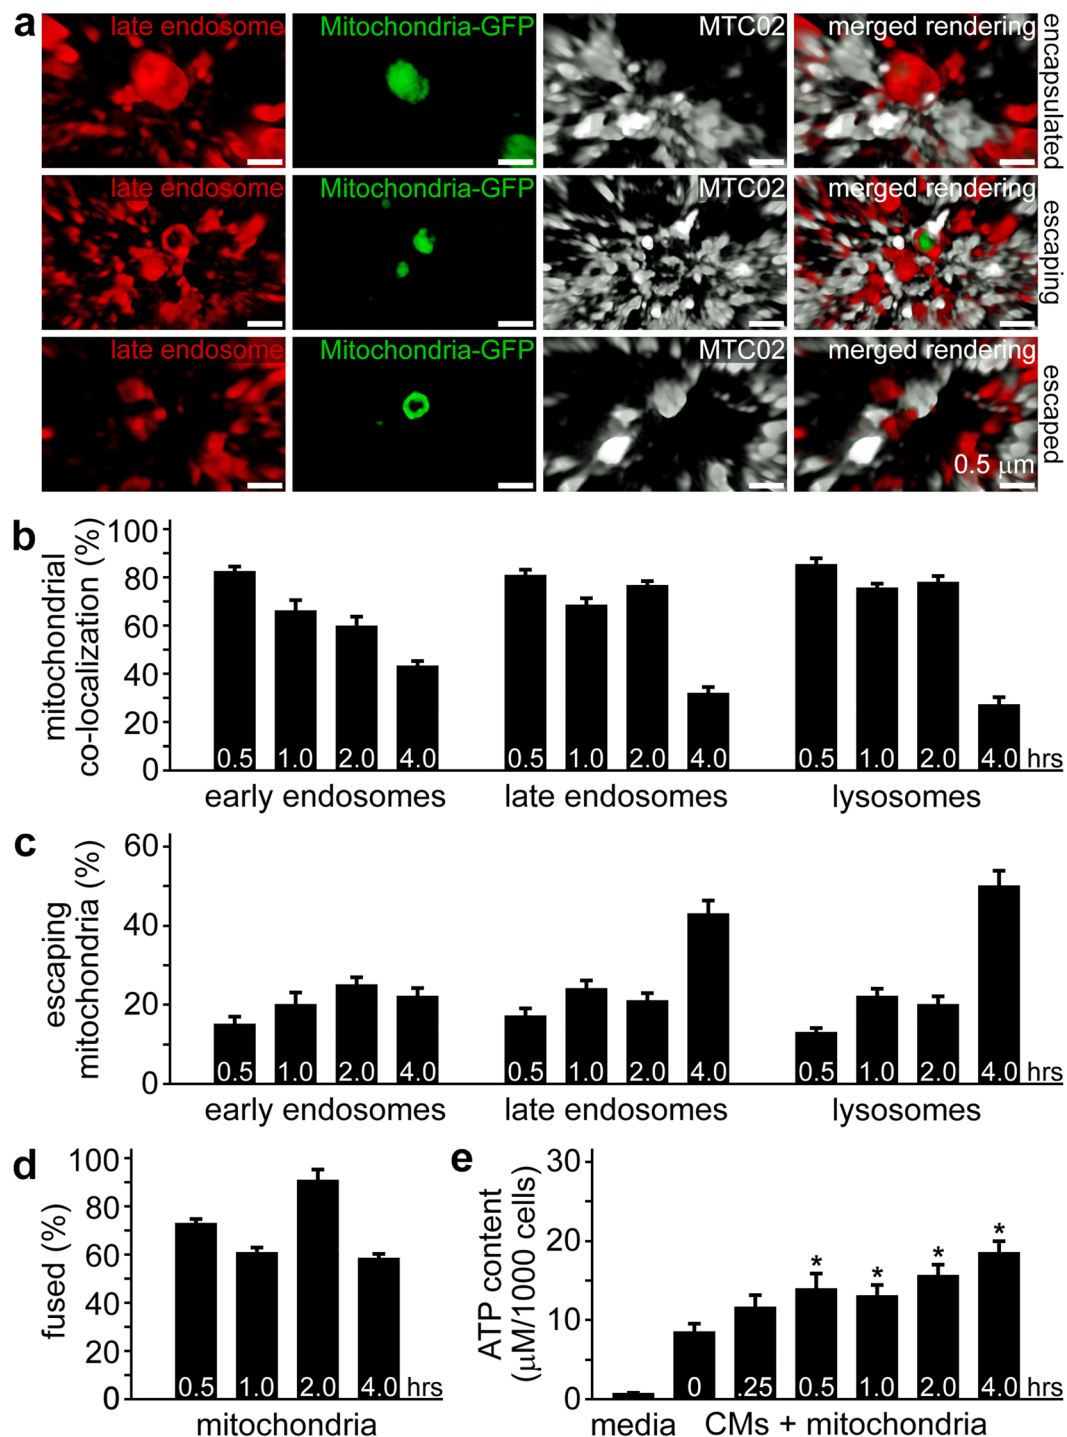 a
late endosome Mitochondria-GFP MTC02 merged rendering
encapsulated
late endosome Mitochondria-GFP MTC02 merged rendering
escaping
late endosome Mitochondria-GFP MTC02 merged rendering
escaped
0.5 μm
b
mitochondrial
co-localization (%)
100
80
60
40
20
0
0.5 1.0 2.0 4.0 0.5 1.0 2.0 4.0 0.5 1.0 2.0 4.0 hrs
early endosomes late endosomes lysosomes
c
escaping
mitochondria (%)
60
40
20
0
0.5 1.0 2.0 4.0 0.5 1.0 2.0 4.0 0.5 1.0 2.0 4.0 hrs
early endosomes late endosomes lysosomes
d
fused (%)
100
80
60
40
20
0
0.5 1.0 2.0 4.0 hrs
mitochondria
e
ATP content
(μM/1000 cells)
30
20
10
0
* * * *
0 .25 0.5 1.0 2.0 4.0 hrs
media CMs + mitochondria